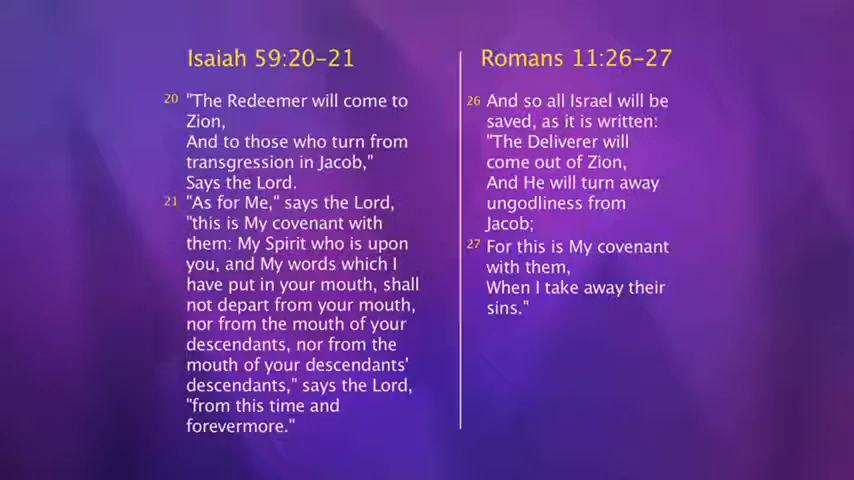 Isaiah 59:20-21
20 "The Redeemer will come to
Zion,
And to those who turn from
transgression in Jacob,"
Says the Lord.
21 "As for Me," says the Lord,
"this is My covenant with
them: My Spirit who is upon
you, and My words which I
have put in your mouth, shall
not depart from your mouth,
nor from the mouth of your
descendants, nor from the
mouth of your descendants'
descendants," says the Lord,
"from this time and
forevermore."
Romans 11:26-27
26 And so all Israel will be
saved, as it is written:
"The Deliverer will
come out of Zion,
And He will turn away
ungodliness from
Jacob;
27 For this is My covenant
with them,
When I take away their
sins."